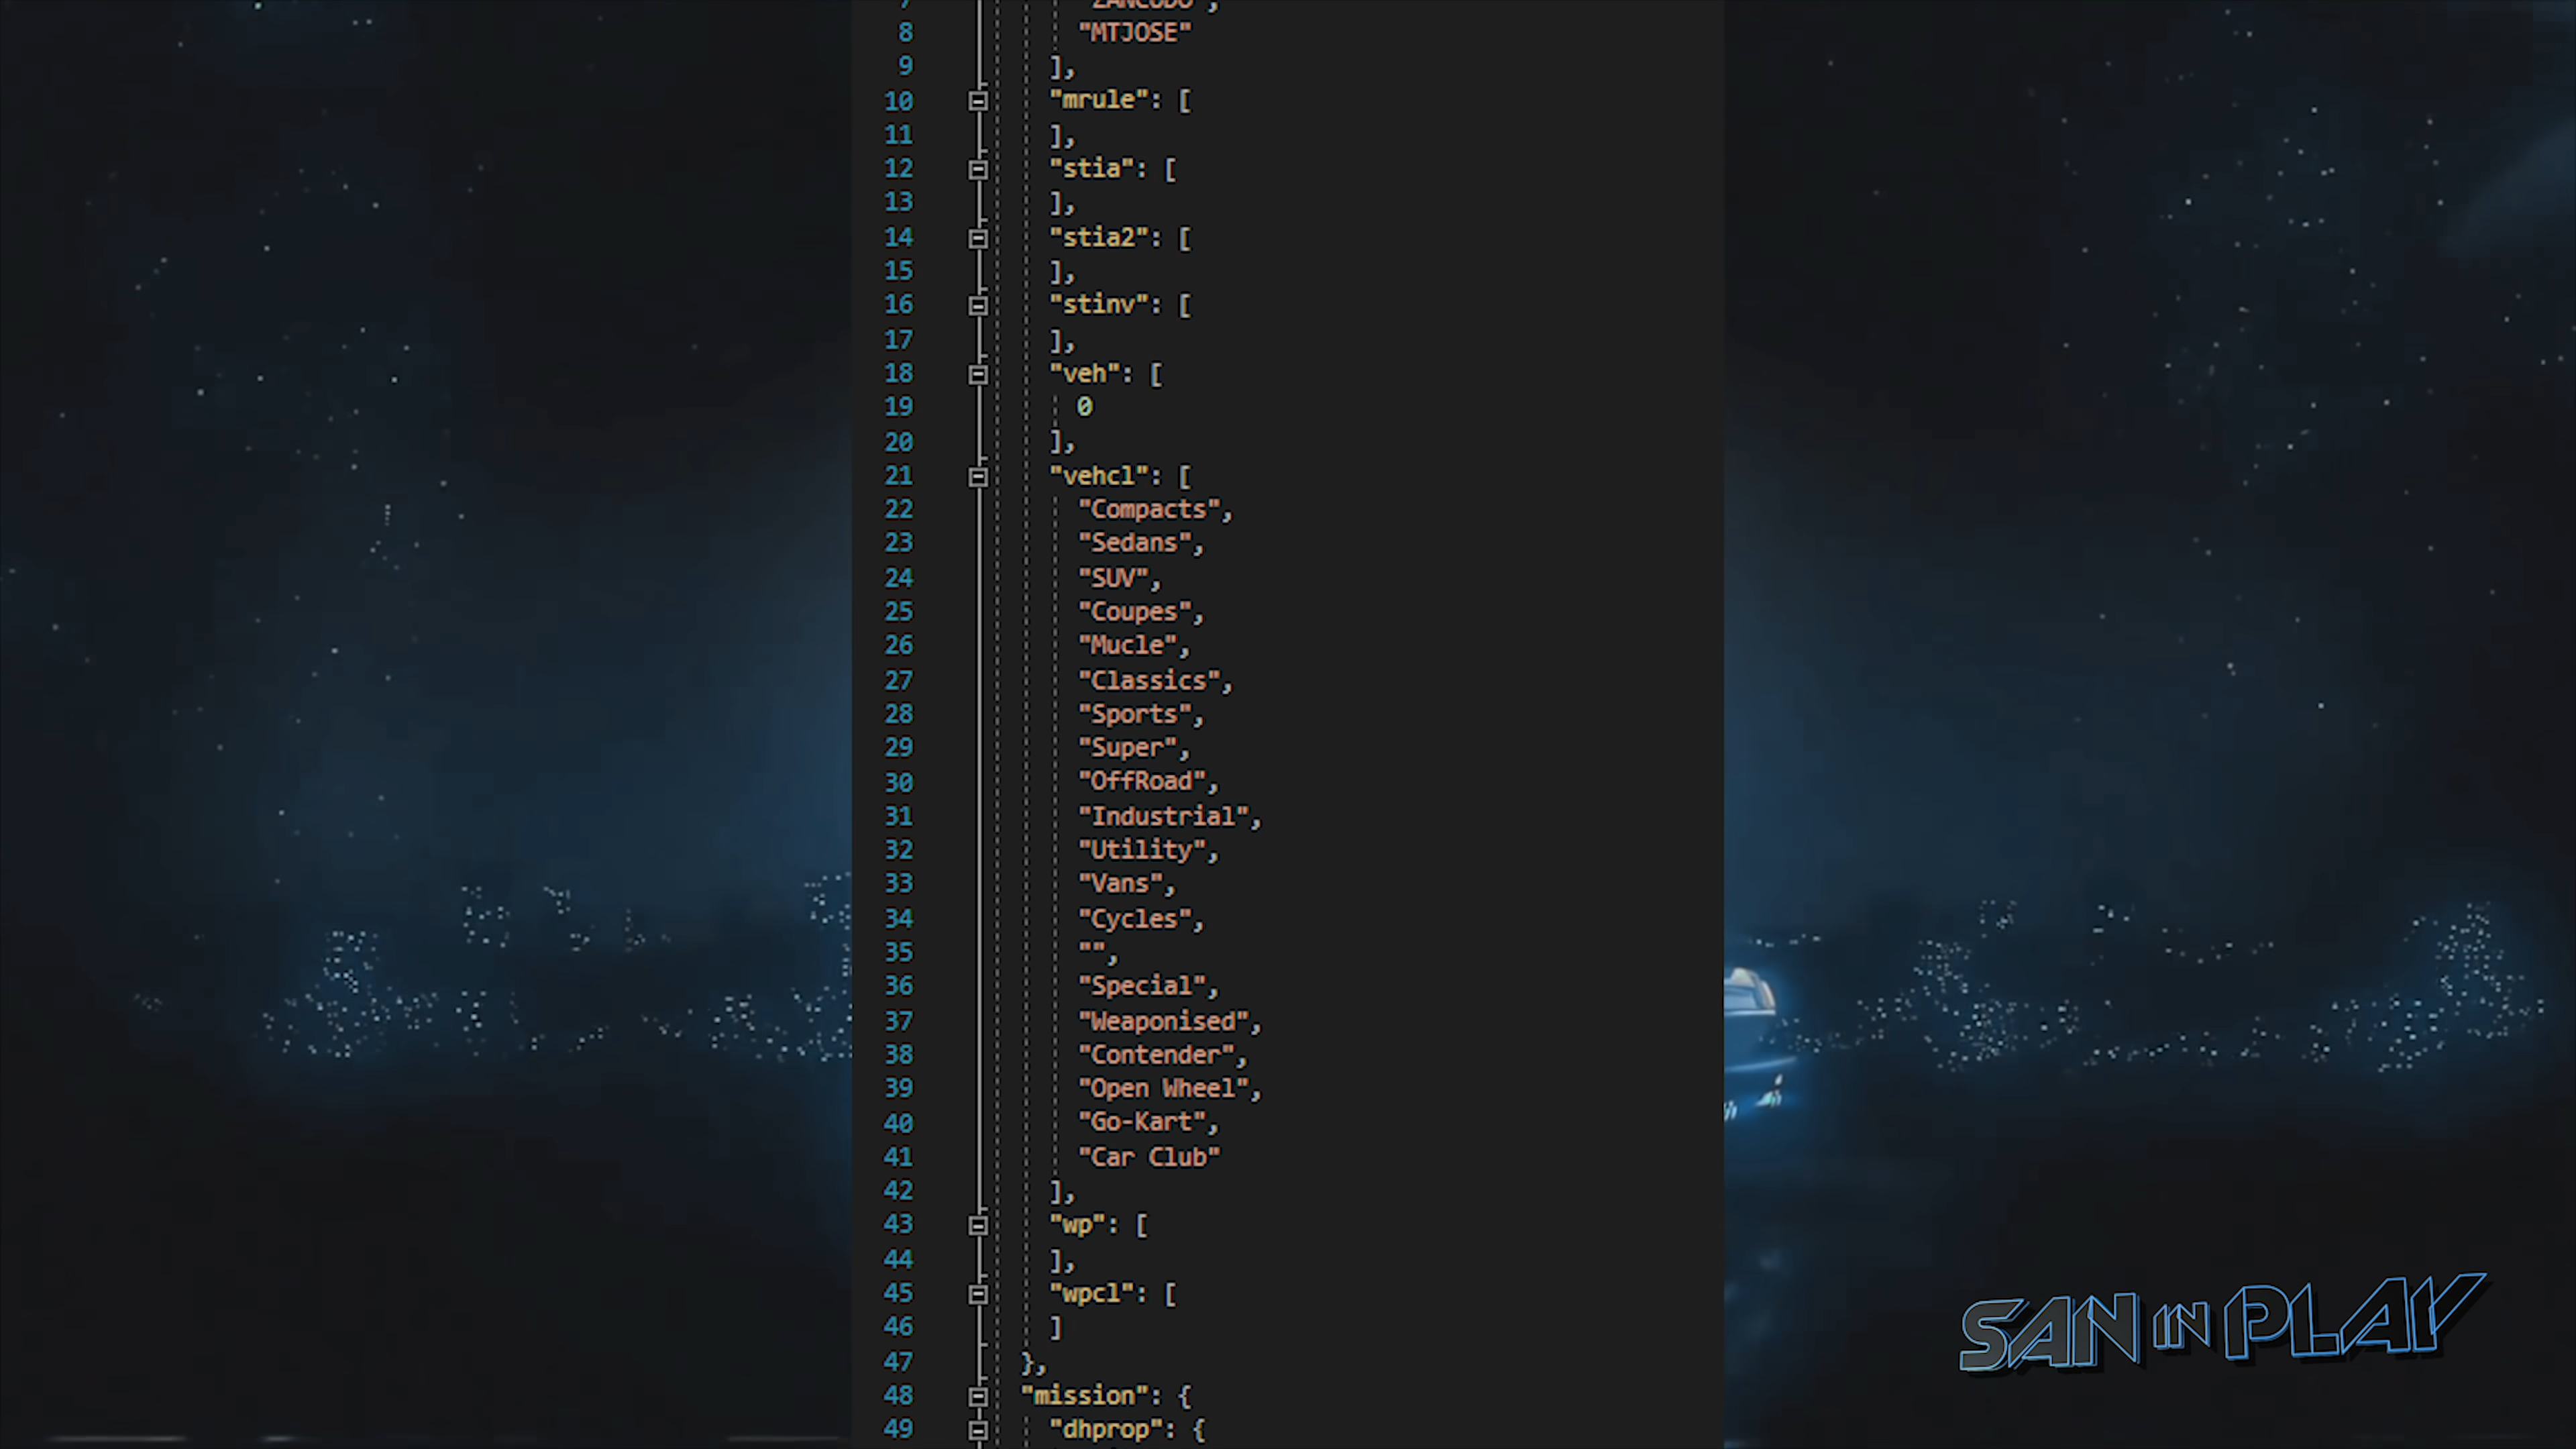 7 "ZANCUDO",
8 "MTJOSE"
9 ],
10 "mrule": [
11 ],
12 "stia": [
13 ],
14 "stia2": [
15 ],
16 "stinv": [
17 ],
18 "veh": [
19 0
20 ],
21 "vehcl": [
22 "Compacts",
23 "Sedans",
24 "SUV",
25 "Coupes",
26 "Mucle",
27 "Classics",
28 "Sports",
29 "Super",
30 "OffRoad",
31 "Industrial",
32 "Utility",
33 "Vans",
34 "Cycles",
35 "",
36 "Special",
37 "Weaponised",
38 "Contender",
39 "Open Wheel",
40 "Go-Kart",
41 "Car Club"
42 ],
43 "wp": [
44 ],
45 "wpcl": [
46 ]
47 },
48 "mission": {
49 "dhprop": {
SAN IN PLAY